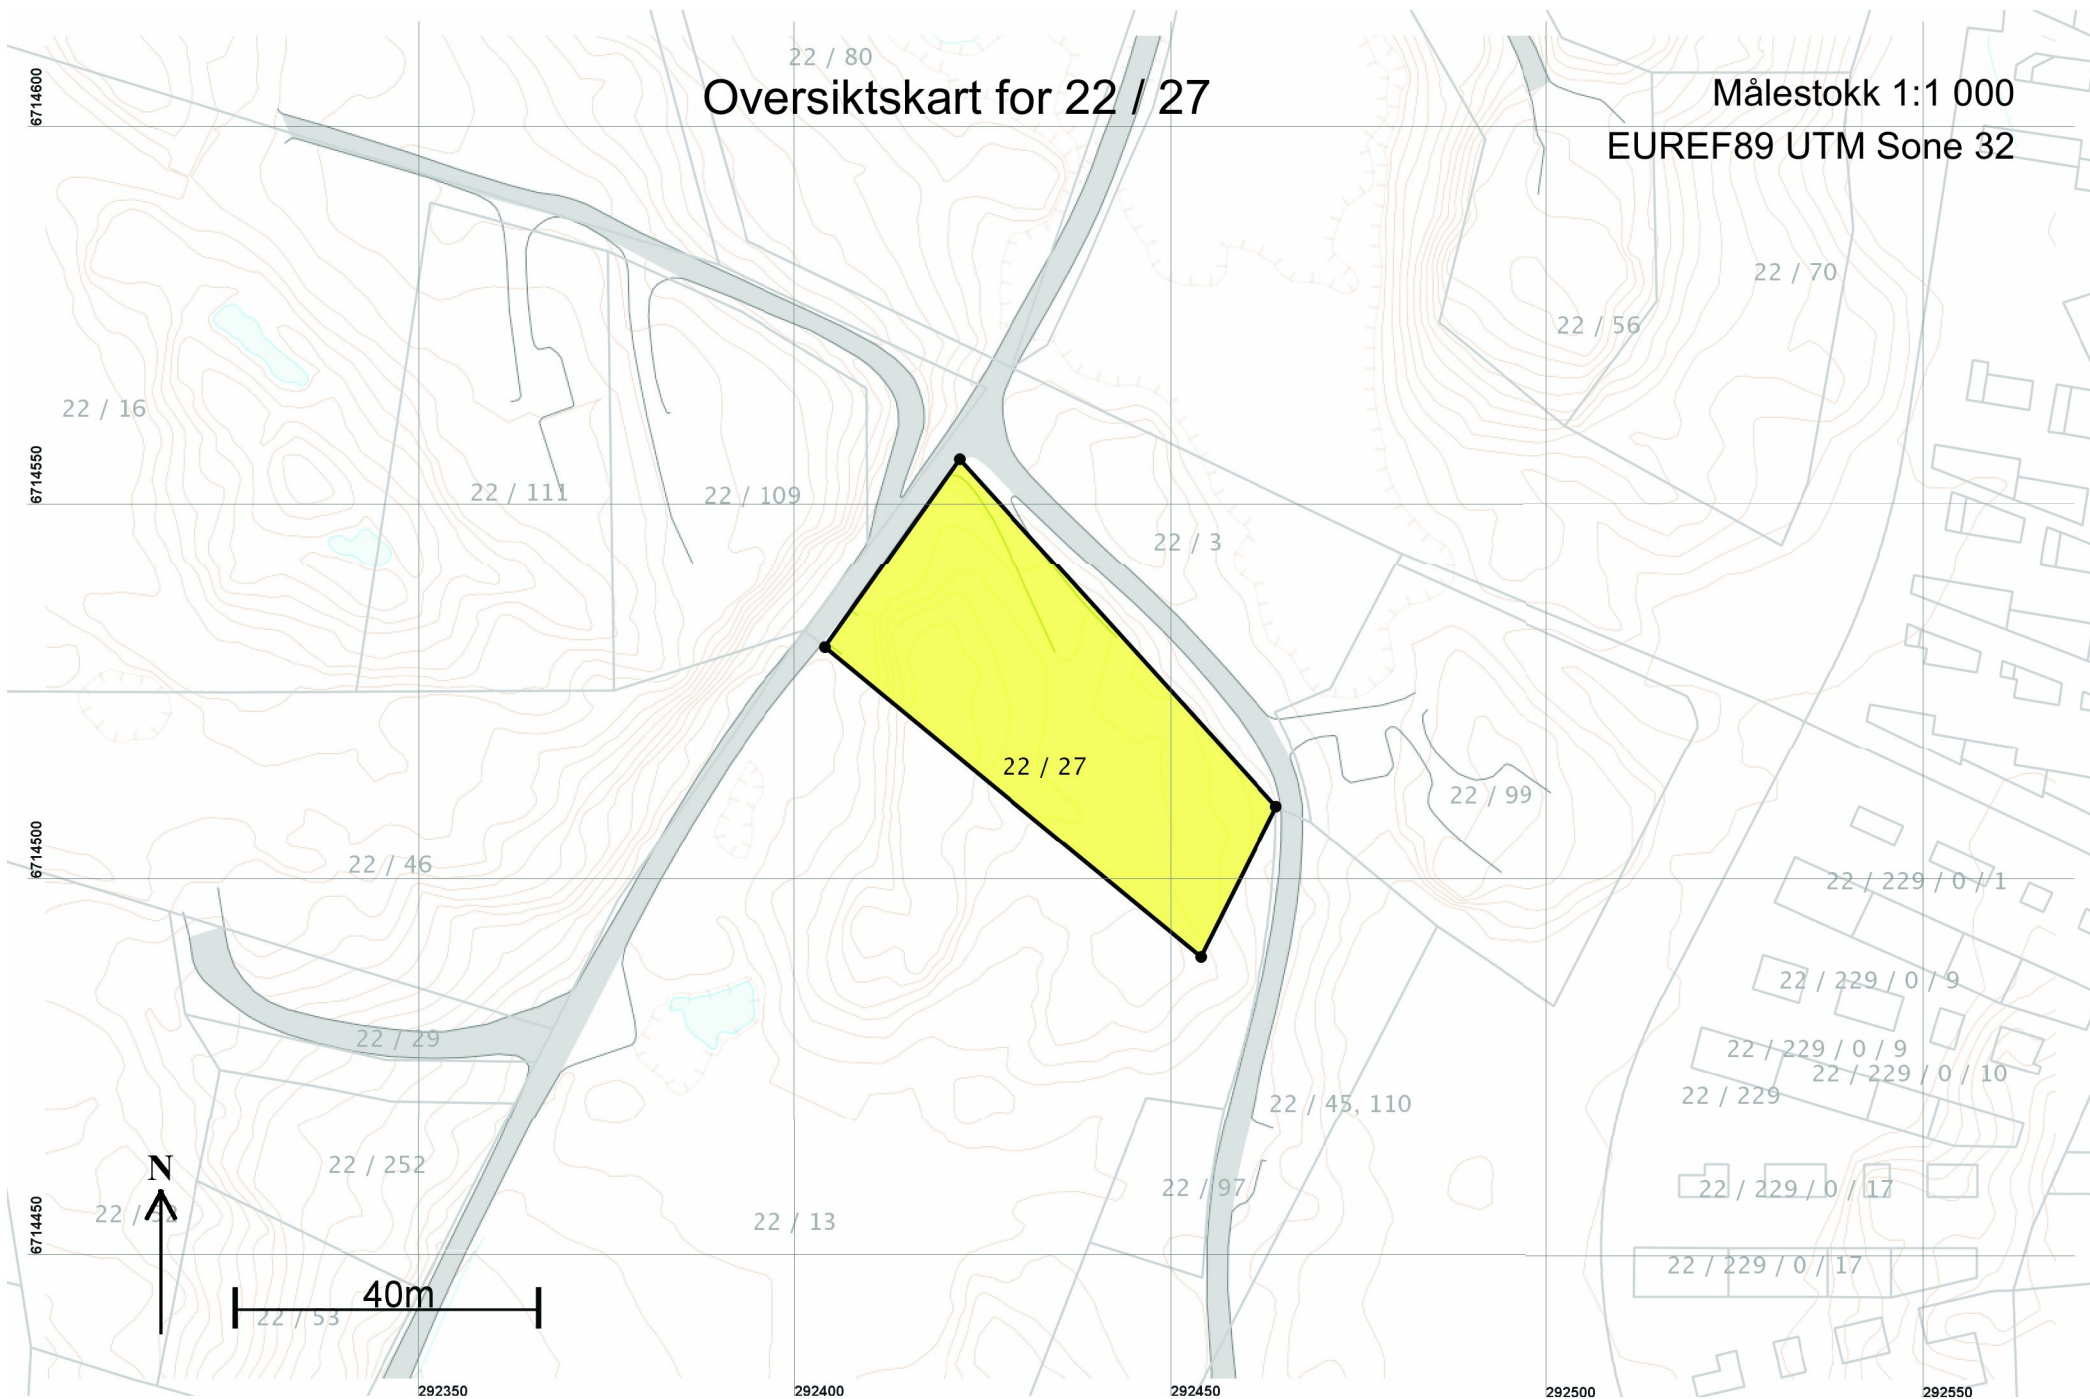 22 / 80
Oversiktskart for 22 / 27
Målestokk 1:1 000
EUREF89 UTM Sone 32
6714600
22 / 70
22 / 56
22 / 16
6714550
22 / 111
22 / 109
22 / 3
22 / 27
22 / 99
6714500
22 / 46
22 / 229 / 0 / 1
22 / 229 / 0 / 9
22 / 29
22 / 229 / 0 / 9
22 / 229 / 0 / 10
22 / 229
22 / 45, 110
N
22 / 252
22 / 97
22 / 229 / 0 / 17
22 / 13
6714450
22 / 229 / 0 / 17
40m
22 / 53
292350
292400
292450
292500
292550